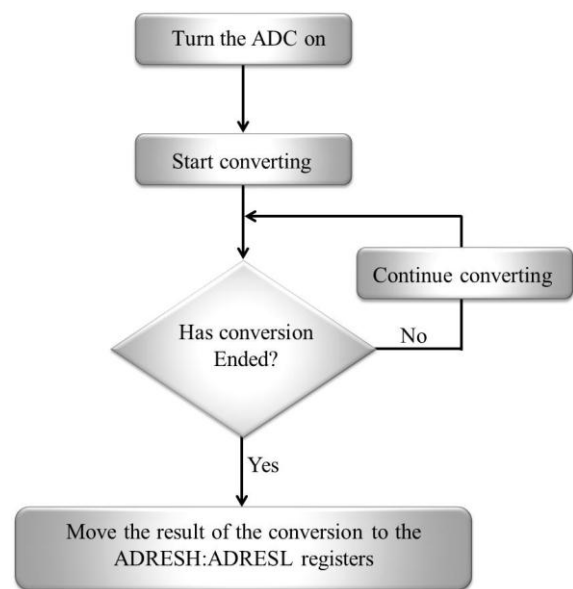 Turn the ADC on
Start converting
Continue converting
Has conversion
Ended?
No
Yes
Move the result of the conversion to the
ADRESH:ADRESL registers